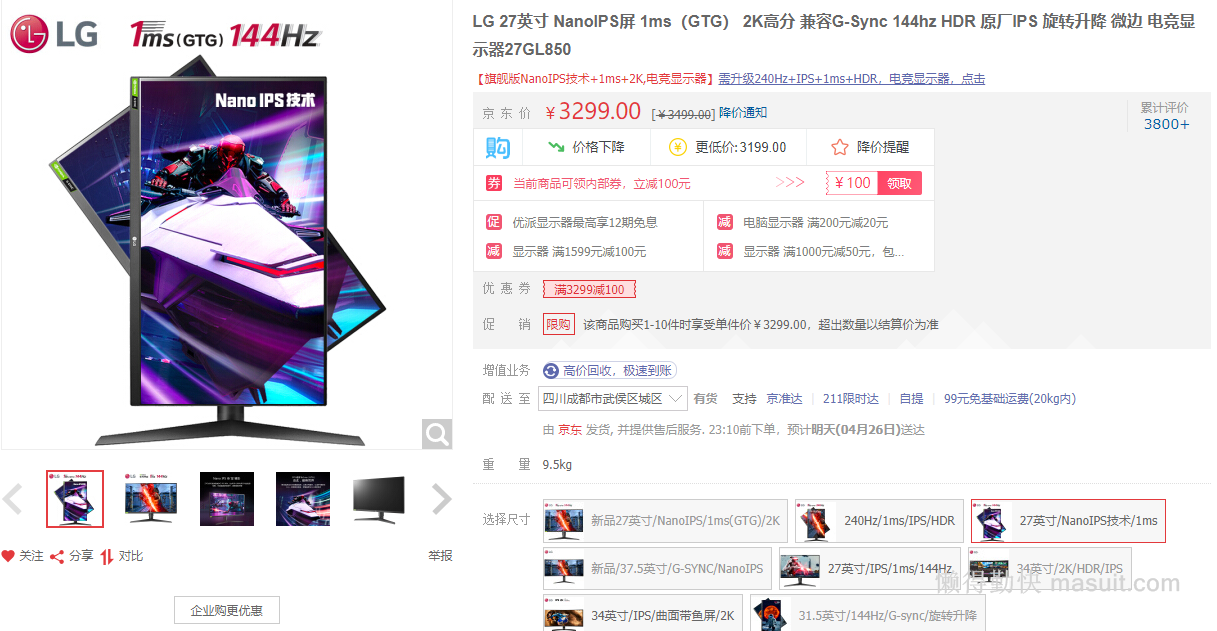 LG 1ms(GTG) 144Hz
Nano IPS 技术
LG 27英寸 NanoIPS屏 1ms（GTG） 2K高分 兼容G-Sync 144hz HDR 原厂IPS 旋转升降 微边 电竞显
示器27GL850
【旗舰版NanoIPS技术+1ms+2K,电竞显示器】需升级240Hz+IPS+1ms+HDR，电竞显示器，点击
京东价 ￥3299.00 [￥3499.00] 降价通知
累计评价
3800+
购 价格下降 更低价: 3199.00 降价提醒
券 当前商品可领内部券，立减100元 >>> ￥100 领取
促 优派显示器最高享12期免息 减 电脑显示器 满200元减20元
减 显示器 满1599元减100元 减 显示器 满1000元减50元，包...
优惠券 满3299减100
促销 限购 该商品购买1-10件时享受单件价￥3299.00，超出数量以结算价为准
增值业务 高价回收，极速到账
配送至 四川成都市武侯区城区 有货 支持 京准达 211限时达 自提 99元免基础运费(20kg内)
由 京东 发货, 并提供售后服务. 23:10前下单，预计明天(04月26日)送达
重量 9.5kg
选择尺寸 新品27英寸/NanoIPS/1ms(GTG)/2K 240Hz/1ms/IPS/HDR 27英寸/NanoIPS技术/1ms
新品/37.5英寸/G-SYNC/NanoIPS 27英寸/IPS/1ms/144Hz 34英寸/2K/HDR/IPS
34英寸/IPS/曲面带鱼屏/2K 31.5英寸/144Hz/G-sync/旋转升降
关注 分享 对比 举报
企业购更优惠
懒得勤快 masuit.com